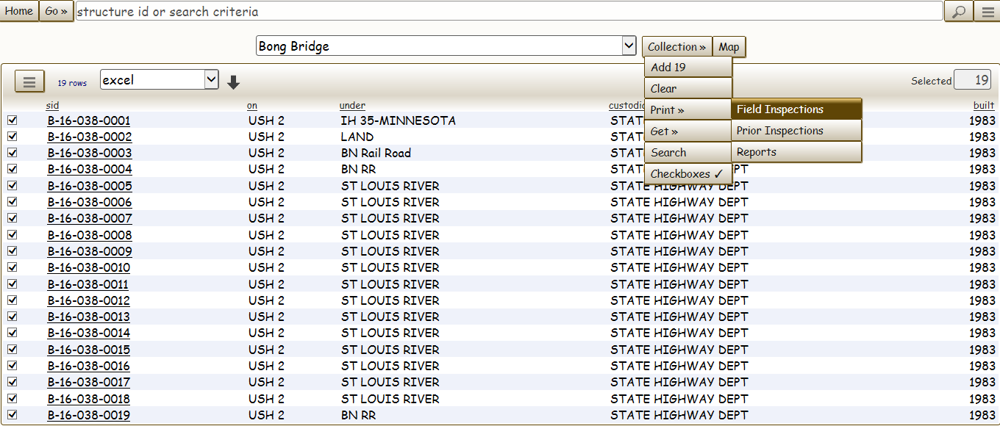 Home Go » structure id or search criteria
Bong Bridge Collection » Map
Add 19
19 rows excel Selected 19
Clear
sid on under custodi built
Print » Field Inspections
B-16-038-0001 USH 2 IH 35-MINNESOTA STAT 1983
Get » Prior Inspections
B-16-038-0002 USH 2 LAND STAT 1983
Search Reports
B-16-038-0003 USH 2 BN Rail Road STAT 1983
Checkboxes ✓
B-16-038-0004 USH 2 BN RR STAT DEPT 1983
B-16-038-0005 USH 2 ST LOUIS RIVER STATE HIGHWAY DEPT 1983
B-16-038-0006 USH 2 ST LOUIS RIVER STATE HIGHWAY DEPT 1983
B-16-038-0007 USH 2 ST LOUIS RIVER STATE HIGHWAY DEPT 1983
B-16-038-0008 USH 2 ST LOUIS RIVER STATE HIGHWAY DEPT 1983
B-16-038-0009 USH 2 ST LOUIS RIVER STATE HIGHWAY DEPT 1983
B-16-038-0010 USH 2 ST LOUIS RIVER STATE HIGHWAY DEPT 1983
B-16-038-0011 USH 2 ST LOUIS RIVER STATE HIGHWAY DEPT 1983
B-16-038-0012 USH 2 ST LOUIS RIVER STATE HIGHWAY DEPT 1983
B-16-038-0013 USH 2 ST LOUIS RIVER STATE HIGHWAY DEPT 1983
B-16-038-0014 USH 2 ST LOUIS RIVER STATE HIGHWAY DEPT 1983
B-16-038-0015 USH 2 ST LOUIS RIVER STATE HIGHWAY DEPT 1983
B-16-038-0016 USH 2 ST LOUIS RIVER STATE HIGHWAY DEPT 1983
B-16-038-0017 USH 2 ST LOUIS RIVER STATE HIGHWAY DEPT 1983
B-16-038-0018 USH 2 ST LOUIS RIVER STATE HIGHWAY DEPT 1983
B-16-038-0019 USH 2 BN RR STATE HIGHWAY DEPT 1983